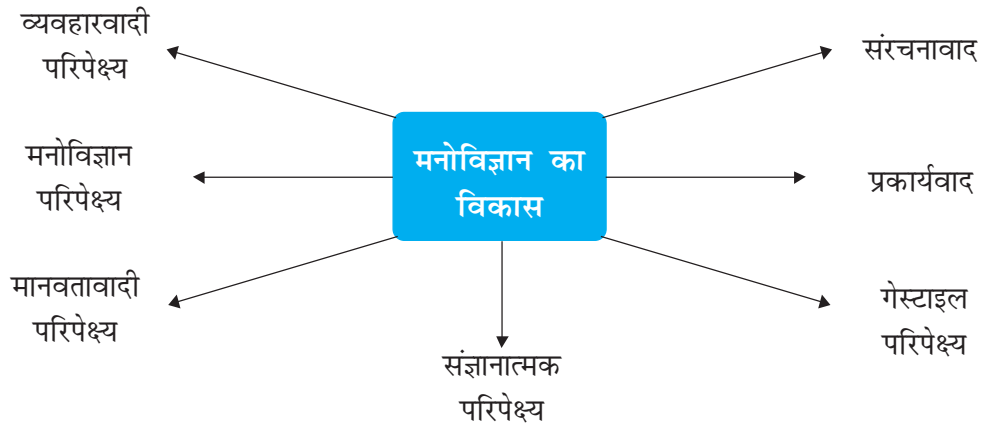 व्यवहारवादी
परिपेक्ष्य
संरचनावाद
मनोविज्ञान का
विकास
मनोविज्ञान
परिपेक्ष्य
प्रकार्यवाद
मानवतावादी
परिपेक्ष्य
गेस्टाइल
परिपेक्ष्य
संज्ञानात्मक
परिपेक्ष्य